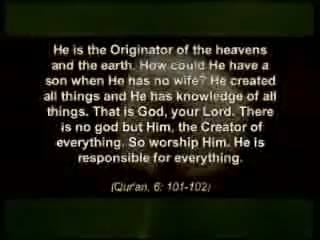 He is the Originator of the heavens
and the earth. How could He have a
son when He has no wife? He created
all things and He has knowledge of all
things. That is God, your Lord. There
is no god but Him, the Creator of
everything. So worship Him. He is
responsible for everything.
(Qur'an, 6: 101-102)